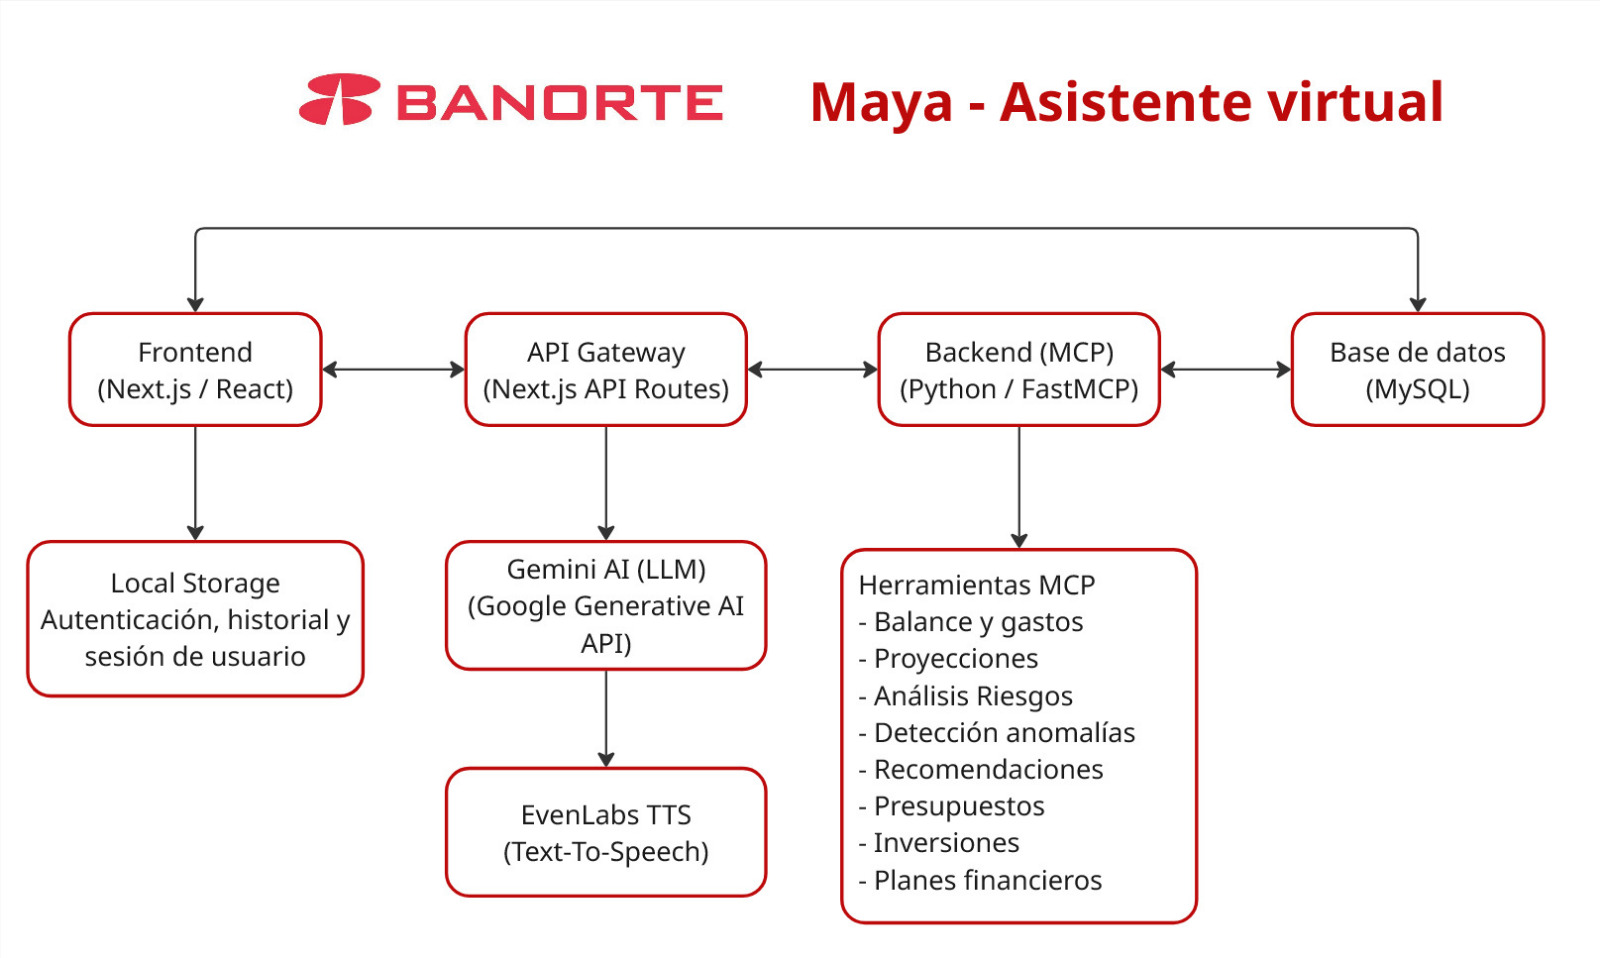 BANORTE
Maya - Asistente virtual
Frontend
(Next.js / React)
API Gateway
(Next.js API Routes)
Backend (MCP)
(Python / FastMCP)
Base de datos
(MySQL)
Local Storage
Autenticación, historial y
sesión de usuario
Gemini AI (LLM)
(Google Generative AI
API)
EvenLabs TTS
(Text-To-Speech)
Herramientas MCP
- Balance y gastos
- Proyecciones
- Análisis Riesgos
- Detección anomalías
- Recomendaciones
- Presupuestos
- Inversiones
- Planes financieros